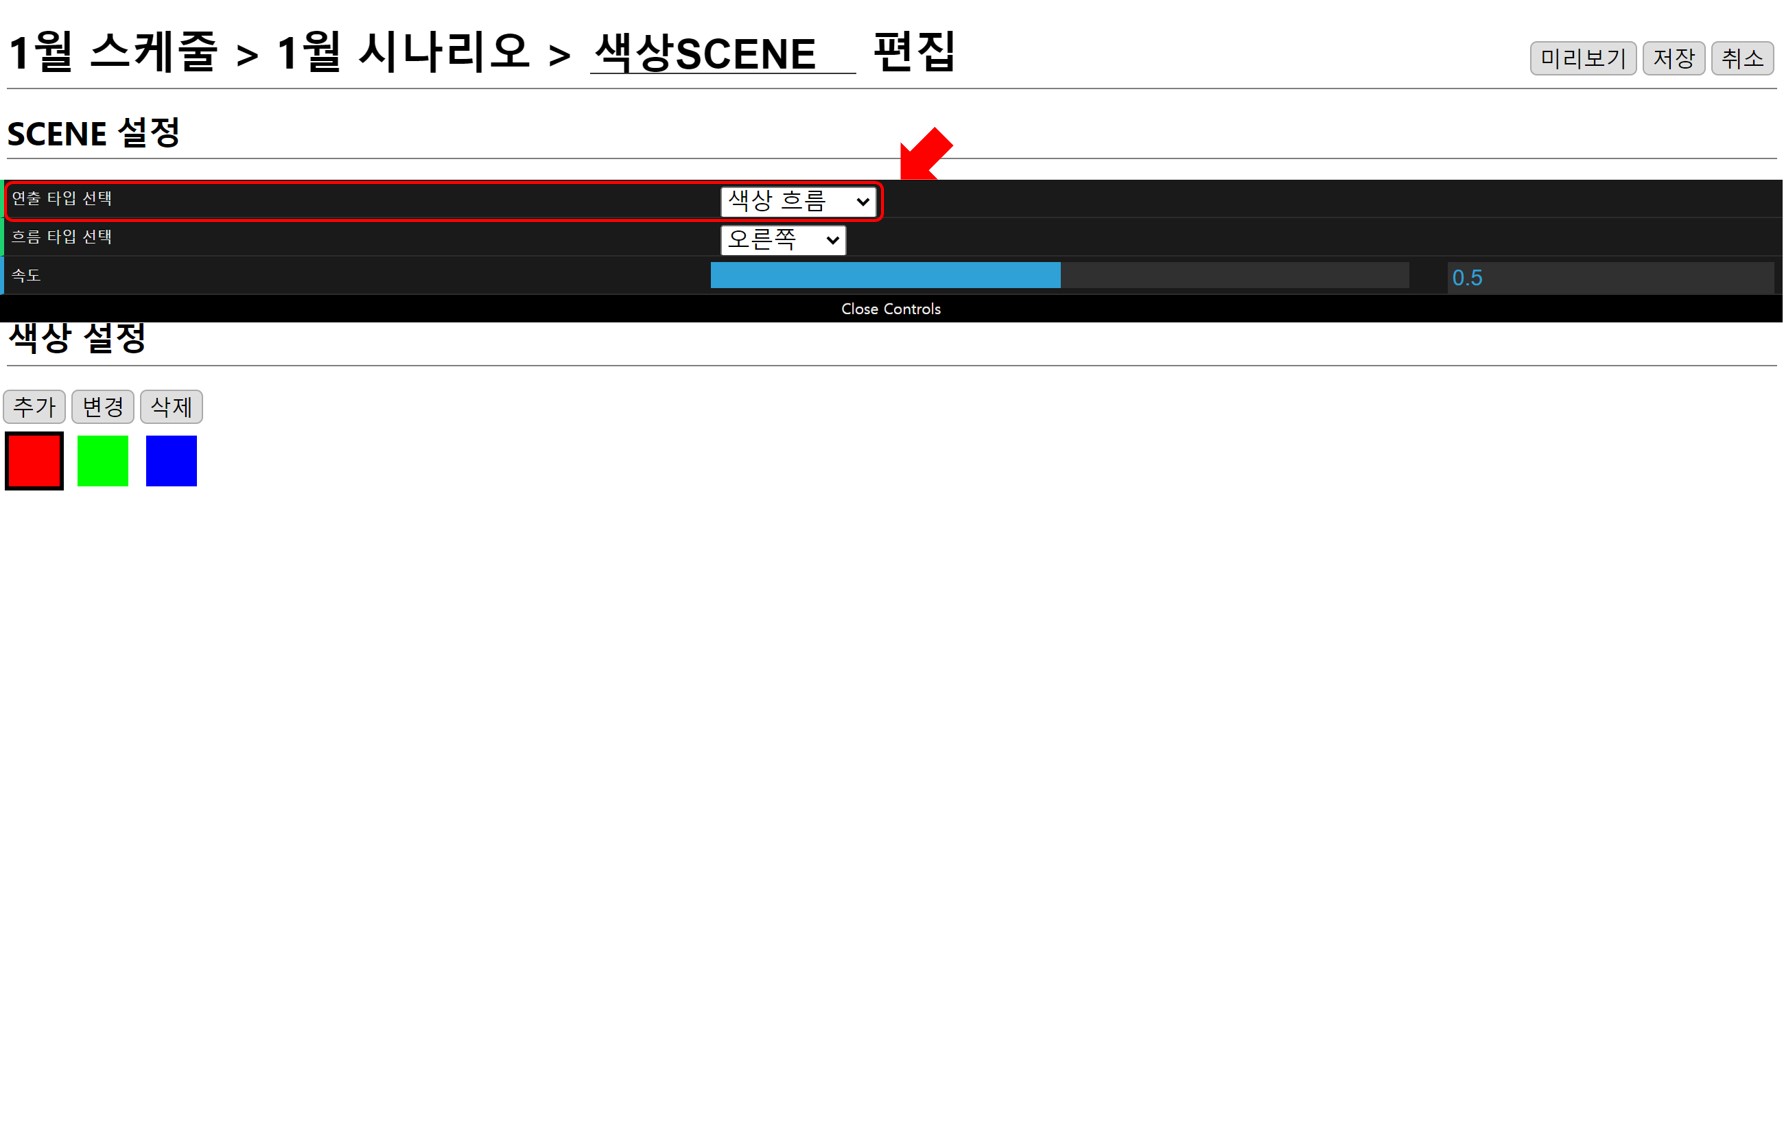 1월 스케줄 > 1월 시나리오 > 색상SCENE 편집
미리보기 저장 취소
SCENE 설정
연출 타입 선택 색상 흐름
흐름 타입 선택 오른쪽
속도 0.5
Close Controls
색상 설정
추가 변경 삭제